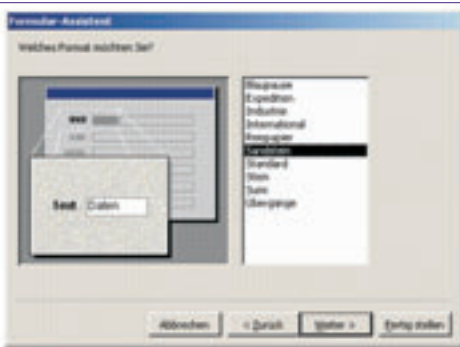 Formular-Assistent
Welches Format möchten Sie?
Blaupause
Expedition
Industrie
International
Reispapier
Sandstein
Standard
Stein
Sumi
Übergänge
Daten
Abbrechen < Zurück Weiter > Fertig stellen